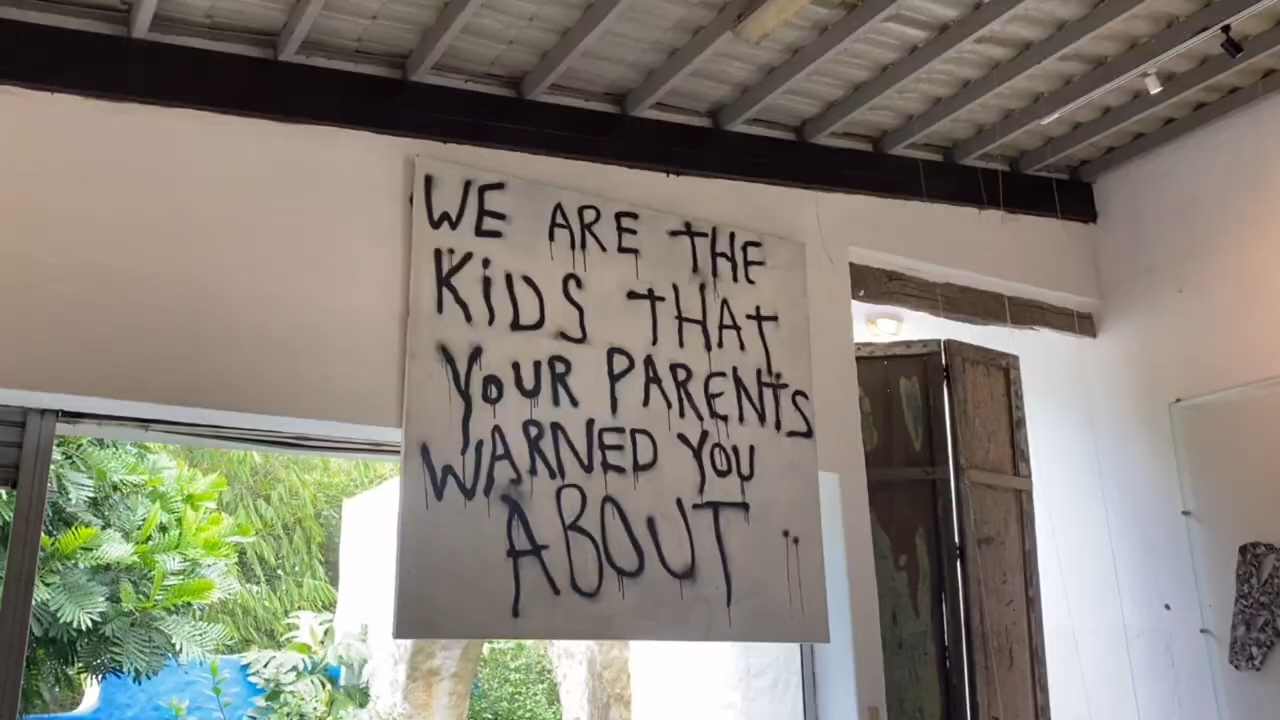 WE ARE THE
KiDS THAT
YoUR PARENTS
WARNED YOU
ABOUT